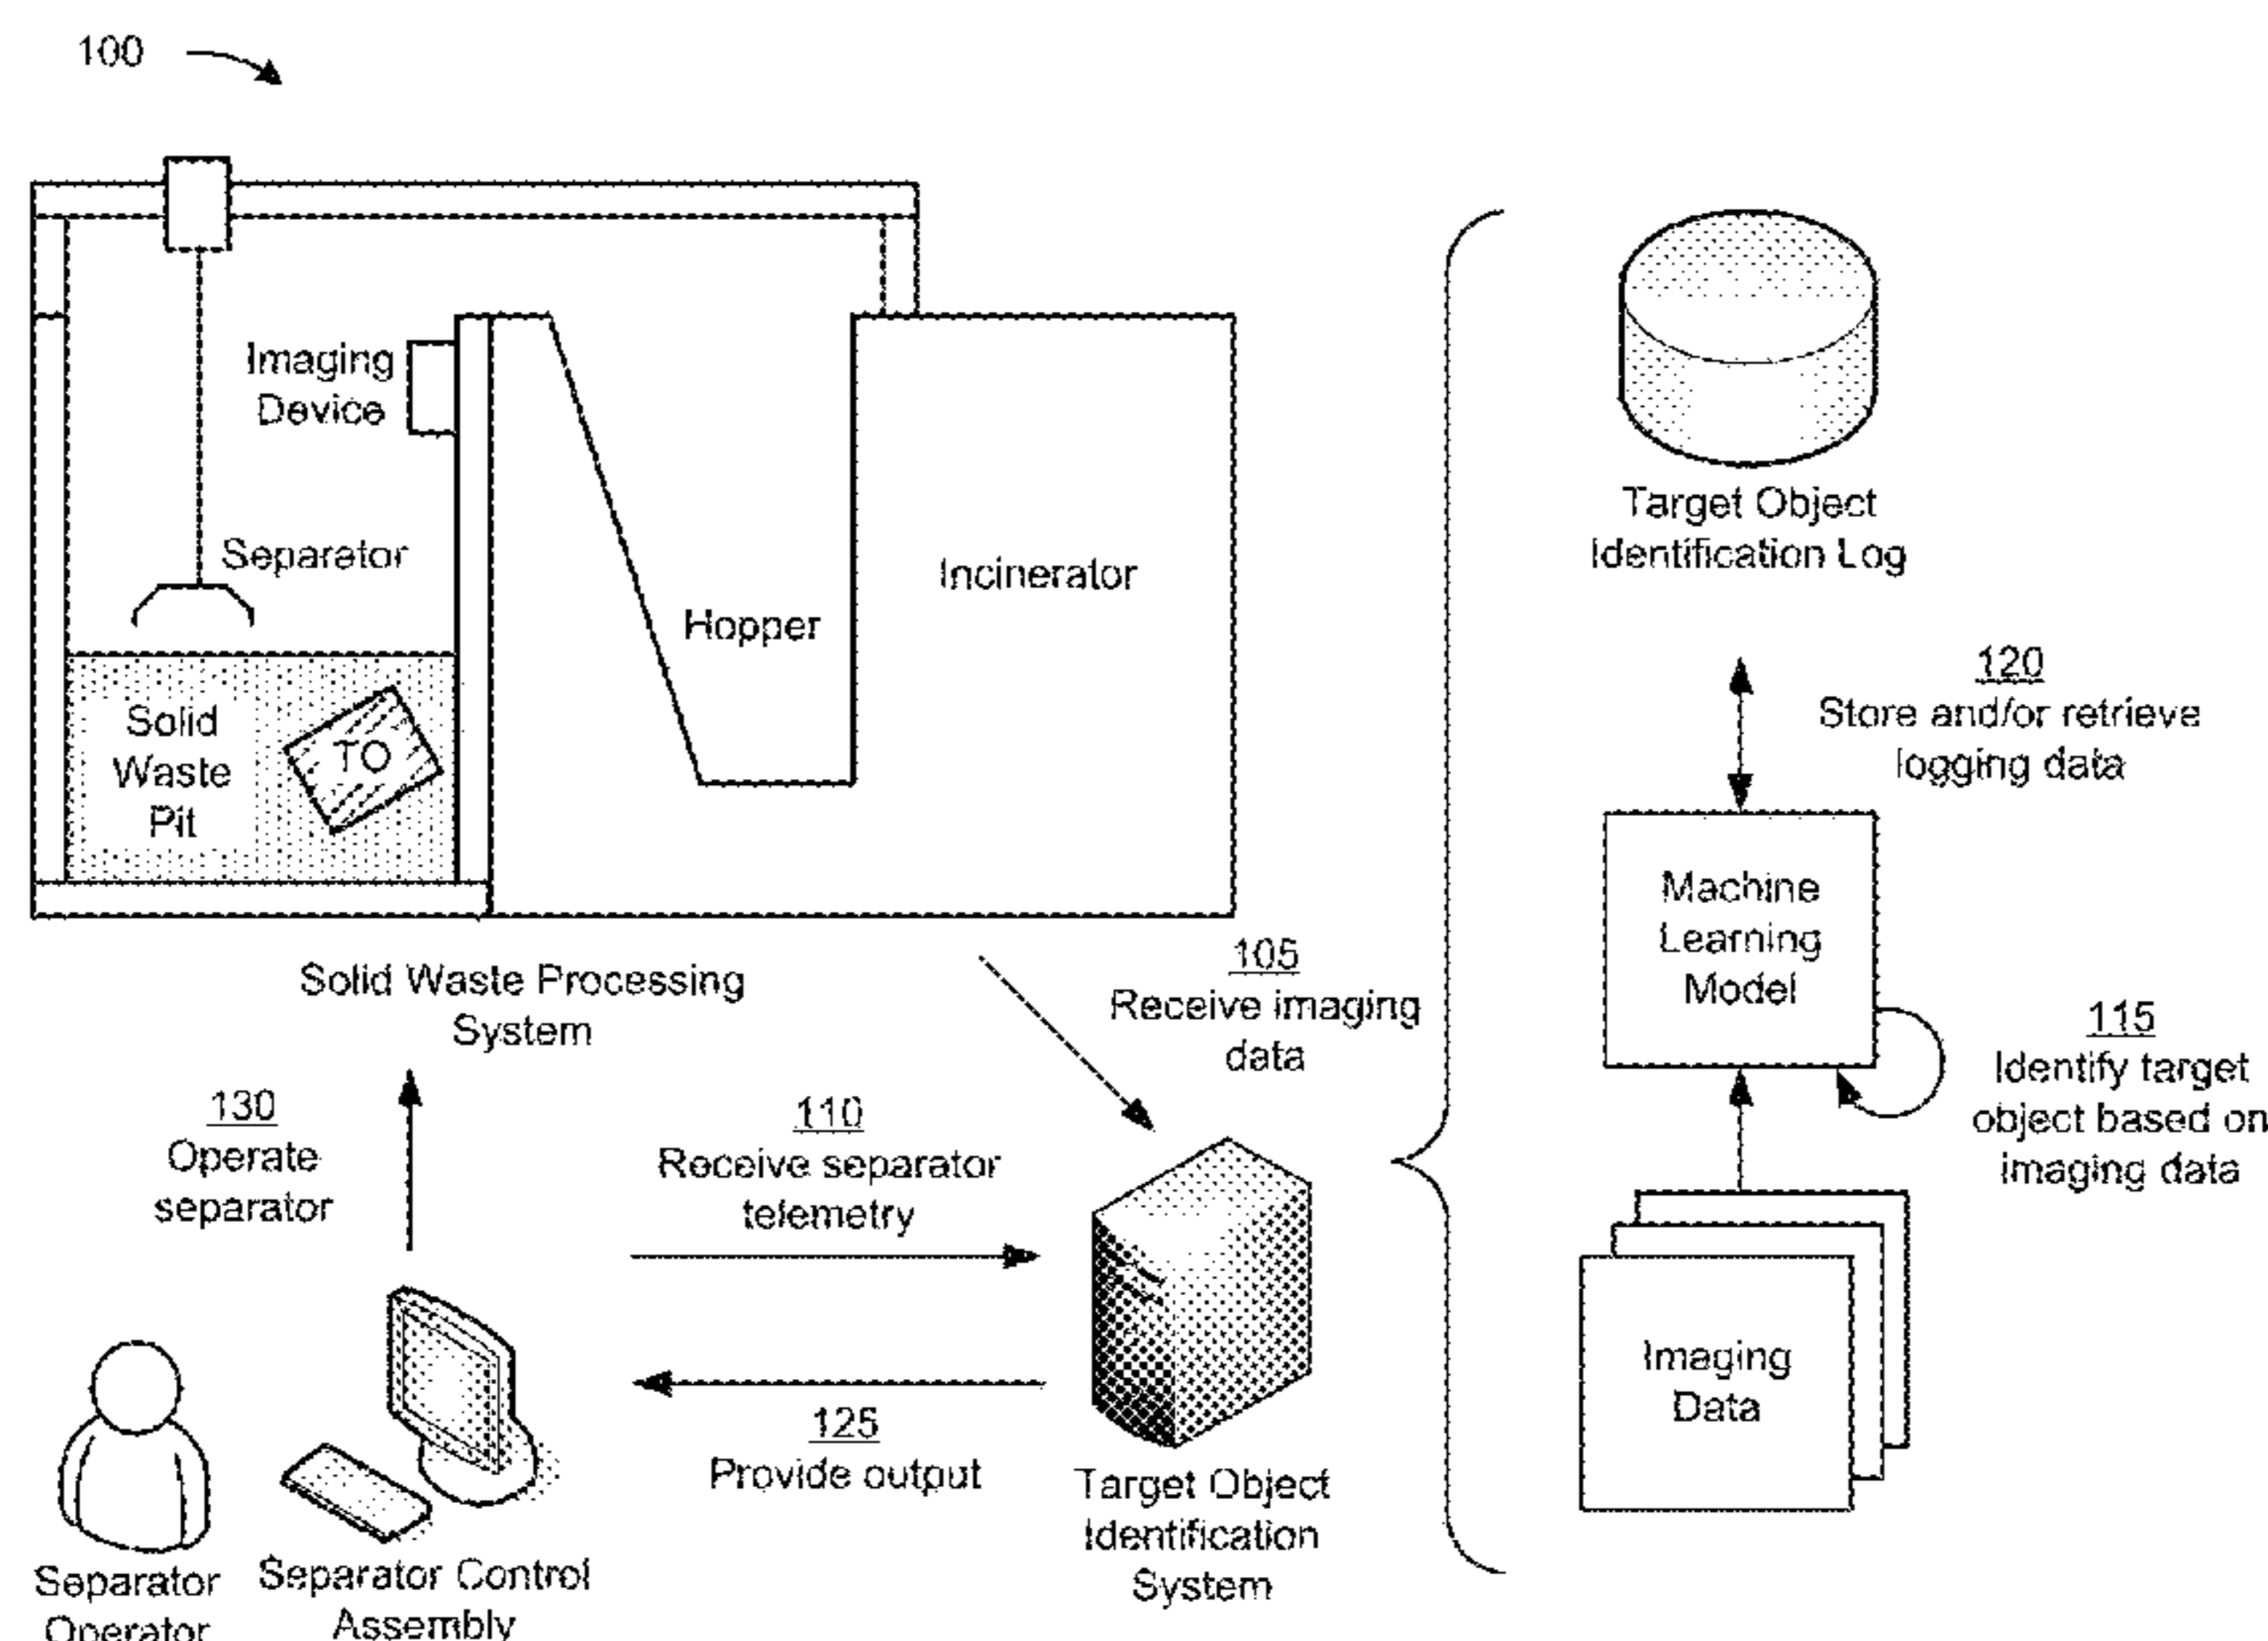 100
Imaging
Device
Separator
Hopper
Incinerator
Solid
Waste
Pit
TO
Solid Waste Processing
System
105
Receive imaging
data
130
Operate
separator
110
Receive separator
telemetry
125
Provide output
Separator
Operator
Separator Control
Assembly
Target Object
Identification
System
Target Object
Identification Log
120
Store and/or retrieve
logging data
Machine
Learning
Model
115
Identify target
object based on
imaging data
Imaging
Data